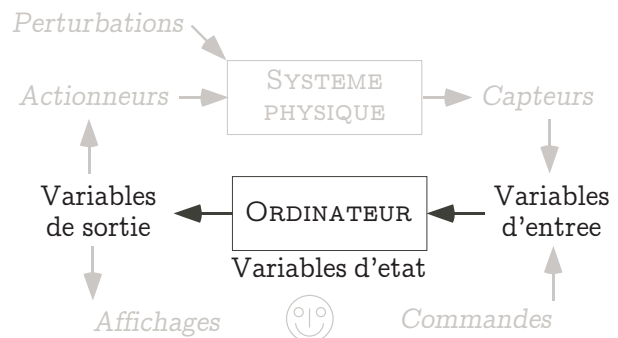 Perturbations
Actionneurs
SYSTEME
PHYSIQUE
Capteurs
Variables
de sortie
ORDINATEUR
Variables
d'entree
Variables d'etat
Affichages
Commandes